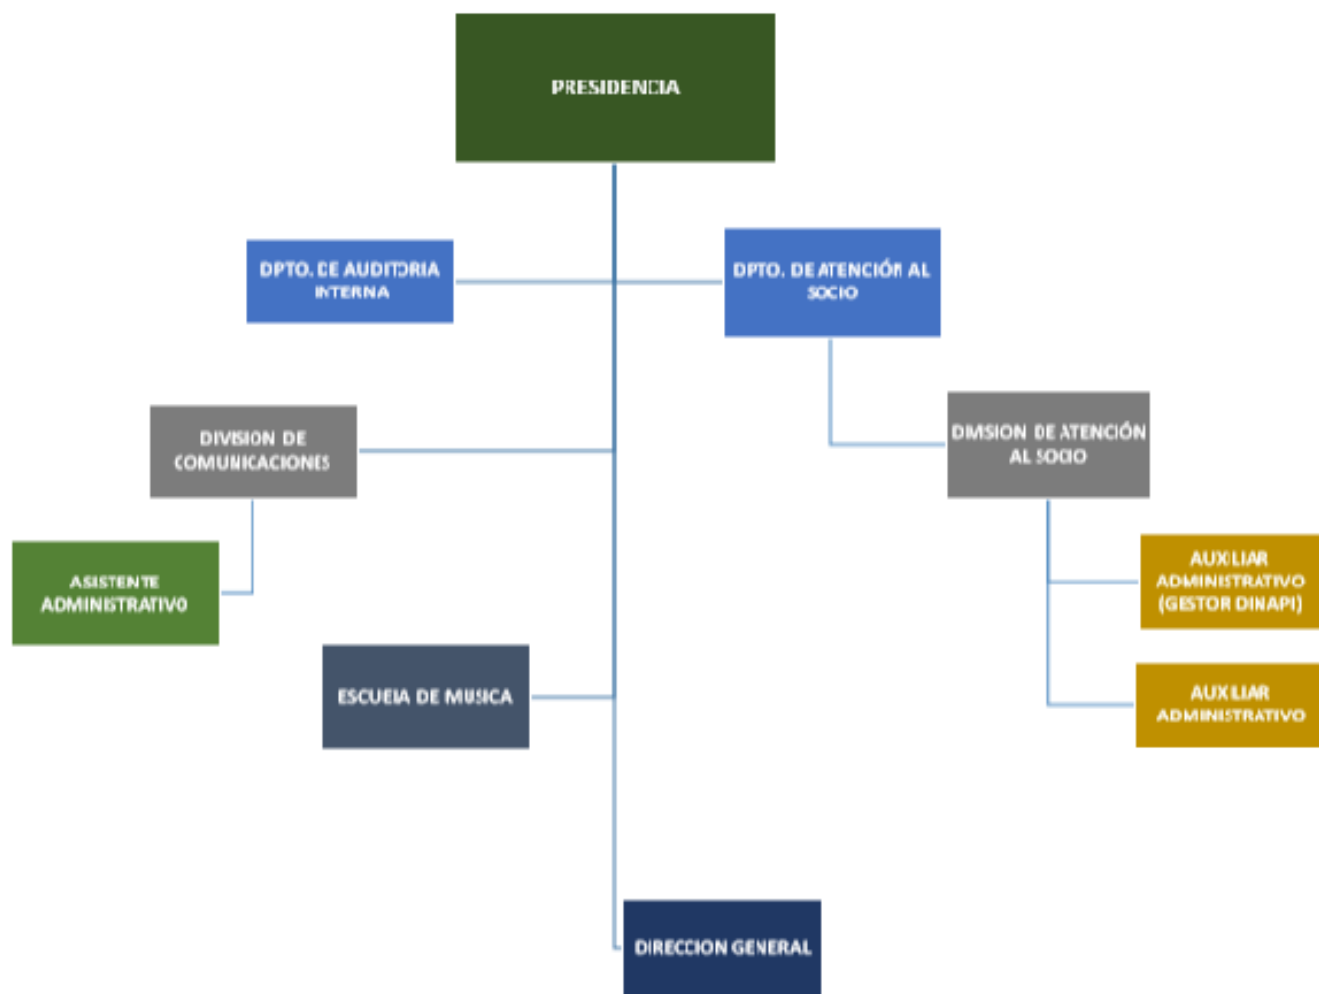 PRESIDENCIA
DPTO. DE AUDITORIA
INTERNA
DPTO. DE ATENCIÓN AL
SOCIO
DIVISION DE
COMUNICACIONES
DIVISION DE ATENCIÓN
AL SOCIO
ASISTENTE
ADMINISTRATIVO
AUXILIAR
ADMINISTRATIVO
(GESTOR DINAPI)
ESCUELA DE MUSICA
AUXILIAR
ADMINISTRATIVO
DIRECCION GENERAL